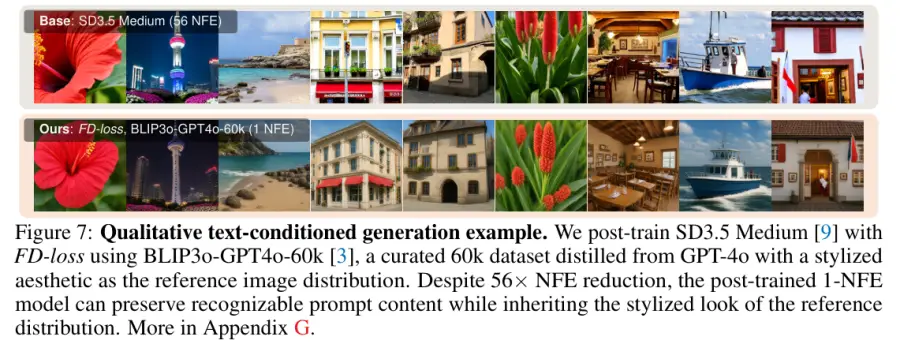 Base: SD3.5 Medium (56 NFE)
Ours: FD-loss, BLIP3o-GPT4o-60k (1 NFE)
Figure 7: Qualitative text-conditioned generation example. We post-train SD3.5 Medium [9] with
FD-loss using BLIP3o-GPT4o-60k [3], a curated 60k dataset distilled from GPT-4o with a stylized
aesthetic as the reference image distribution. Despite 56× NFE reduction, the post-trained 1-NFE
model can preserve recognizable prompt content while inheriting the stylized look of the reference
distribution. More in Appendix G.